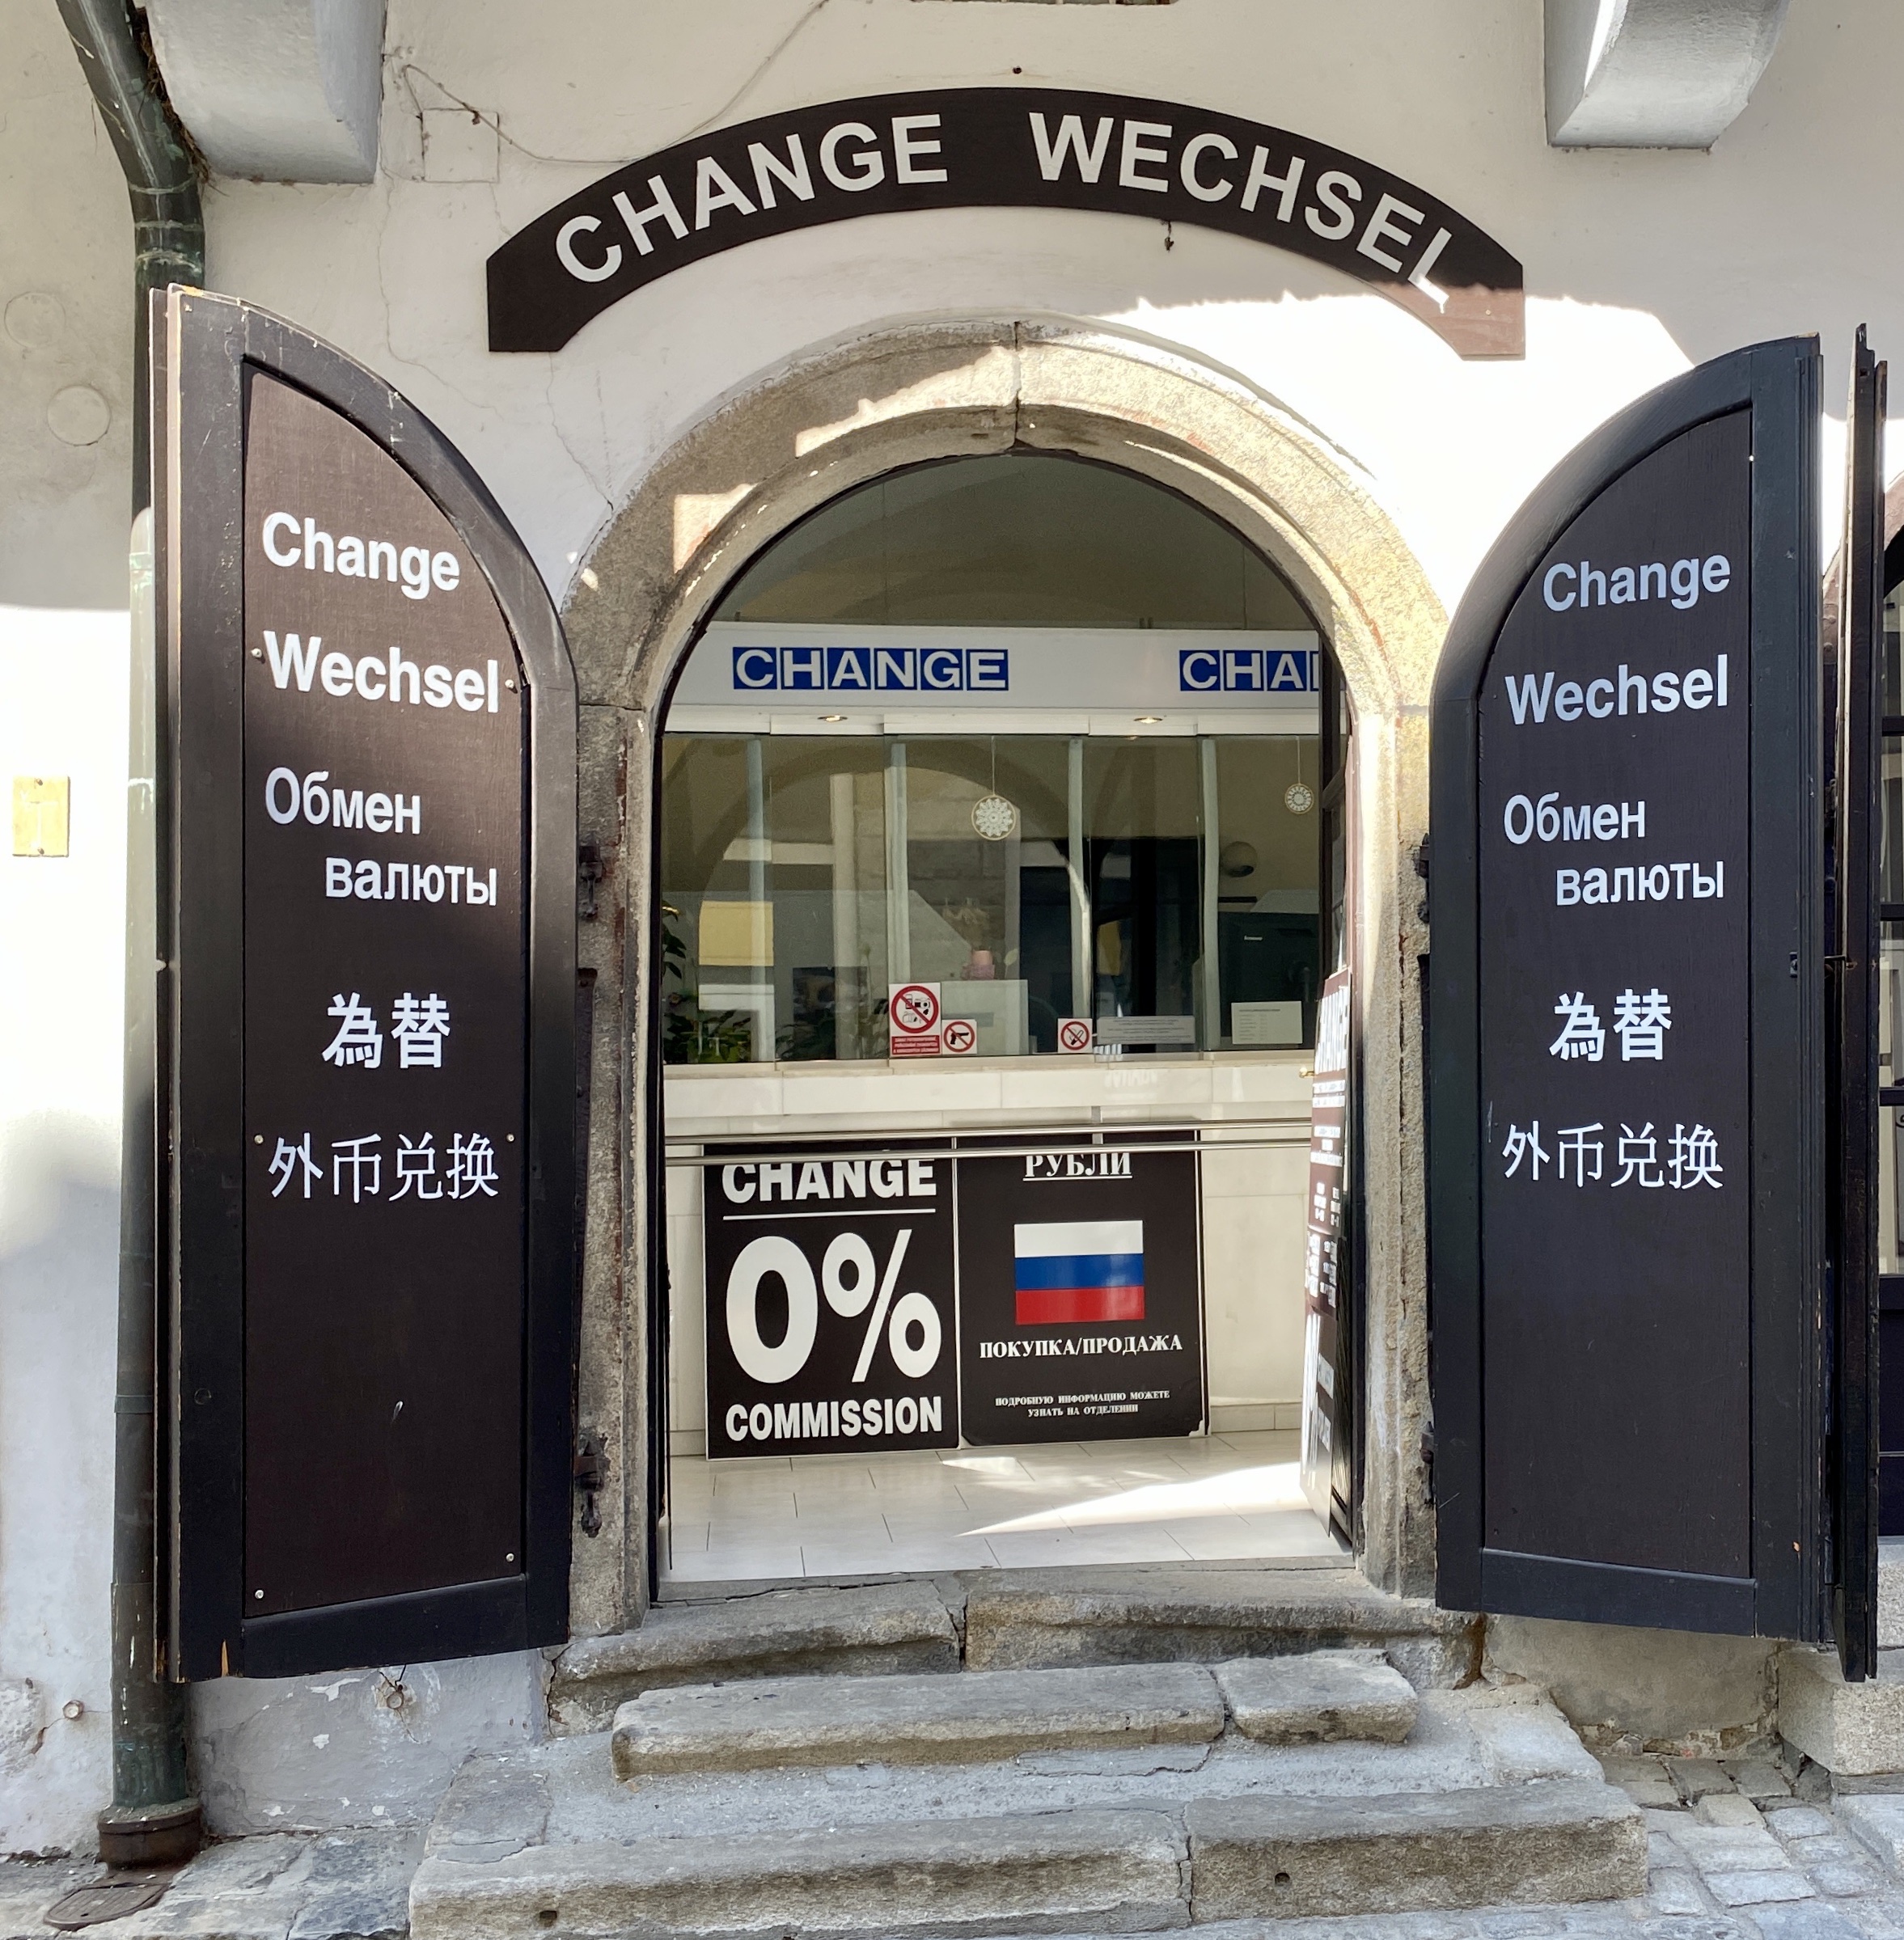 CHANGE WECHSEL
Change
Wechsel
Обмен
валюты
為替
外币兑换
CHANGE
CHA
CHANGE
0%
COMMISSION
РУБЛИ
ПОКУПКА/ПРОДАЖА
ПОДРОБНУЮ ИНФОРМАЦИЮ МОЖЕТЕ
УЗНАТЬ НА ОТДЕЛЕНИИ
Change
Wechsel
Обмен
валюты
為替
外币兑换